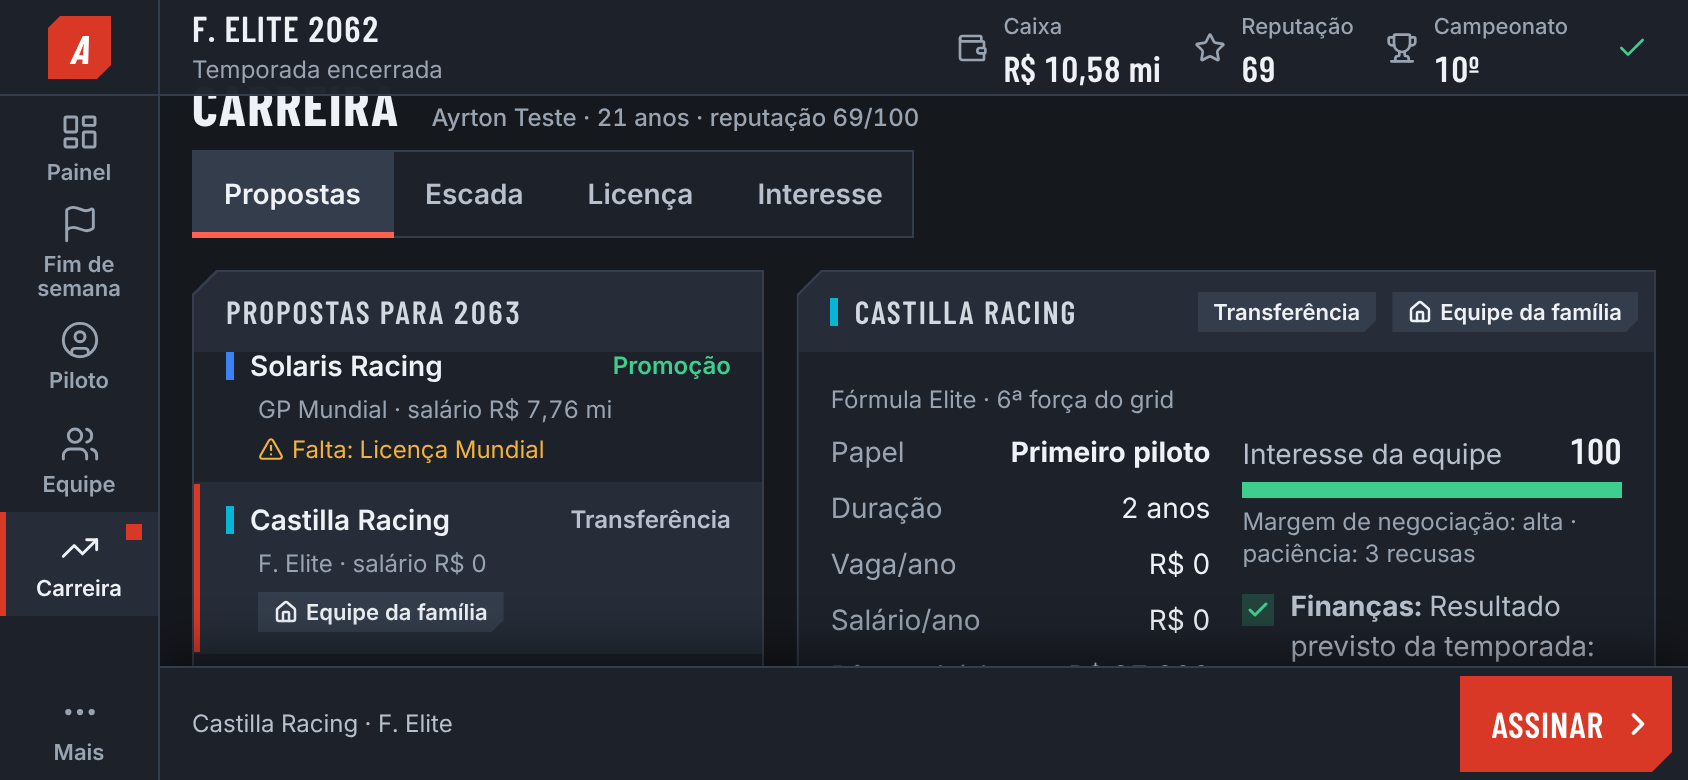 A
F. ELITE 2062
Temporada encerrada
Caixa
R$ 10,58 mi
Reputação
69
Campeonato
10º
Painel
Fim de
semana
Piloto
Equipe
Carreira
Mais
CARREIRA
Ayrton Teste · 21 anos · reputação 69/100
Propostas
Escada
Licença
Interesse
PROPOSTAS PARA 2063
Solaris Racing
Promoção
GP Mundial · salário R$ 7,76 mi
Falta: Licença Mundial
Castilla Racing
Transferência
F. Elite · salário R$ 0
Equipe da família
CASTILLA RACING
Transferência
Equipe da família
Fórmula Elite · 6ª força do grid
Papel
Primeiro piloto
Duração
2 anos
Vaga/ano
R$ 0
Salário/ano
R$ 0
Interesse da equipe
100
Margem de negociação: alta ·
paciência: 3 recusas
Finanças: Resultado
previsto da temporada:
Castilla Racing · F. Elite
ASSINAR